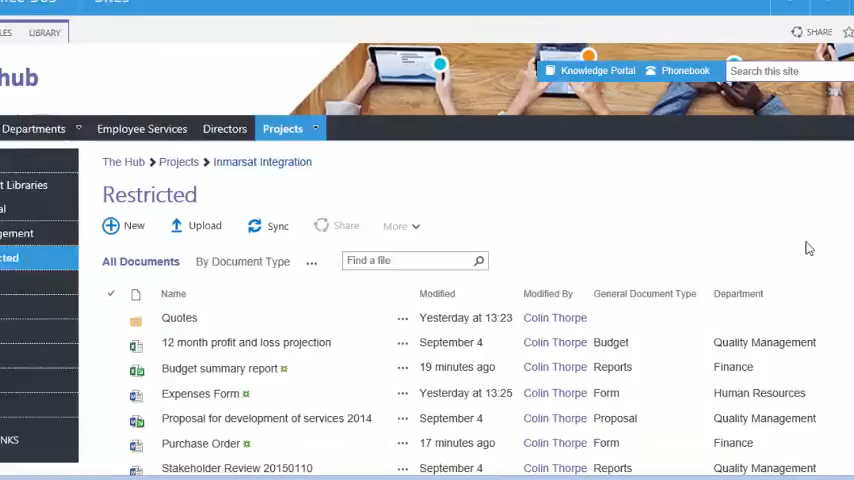 Sites
LES LIBRARY SHARE
hub
Knowledge Portal Phonebook Search this site
Departments Employee Services Directors Projects
The Hub Projects Inmarsat Integration
Restricted
New Upload Sync Share More
All Documents By Document Type ... Find a file
Name Modified Modified By General Document Type Department
Quotes ... Yesterday at 13:23 Colin Thorpe
12 month profit and loss projection ... September 4 Colin Thorpe Budget Quality Management
Budget summary report ... 19 minutes ago Colin Thorpe Reports Finance
Expenses Form ... Yesterday at 13:25 Colin Thorpe Form Human Resources
Proposal for development of services 2014 ... September 4 Colin Thorpe Proposal Quality Management
Purchase Order ... 17 minutes ago Colin Thorpe Form Finance
Stakeholder Review 20150110 ... September 4 Colin Thorpe Reports Quality Management
t Libraries
al
gement
cted
NKS